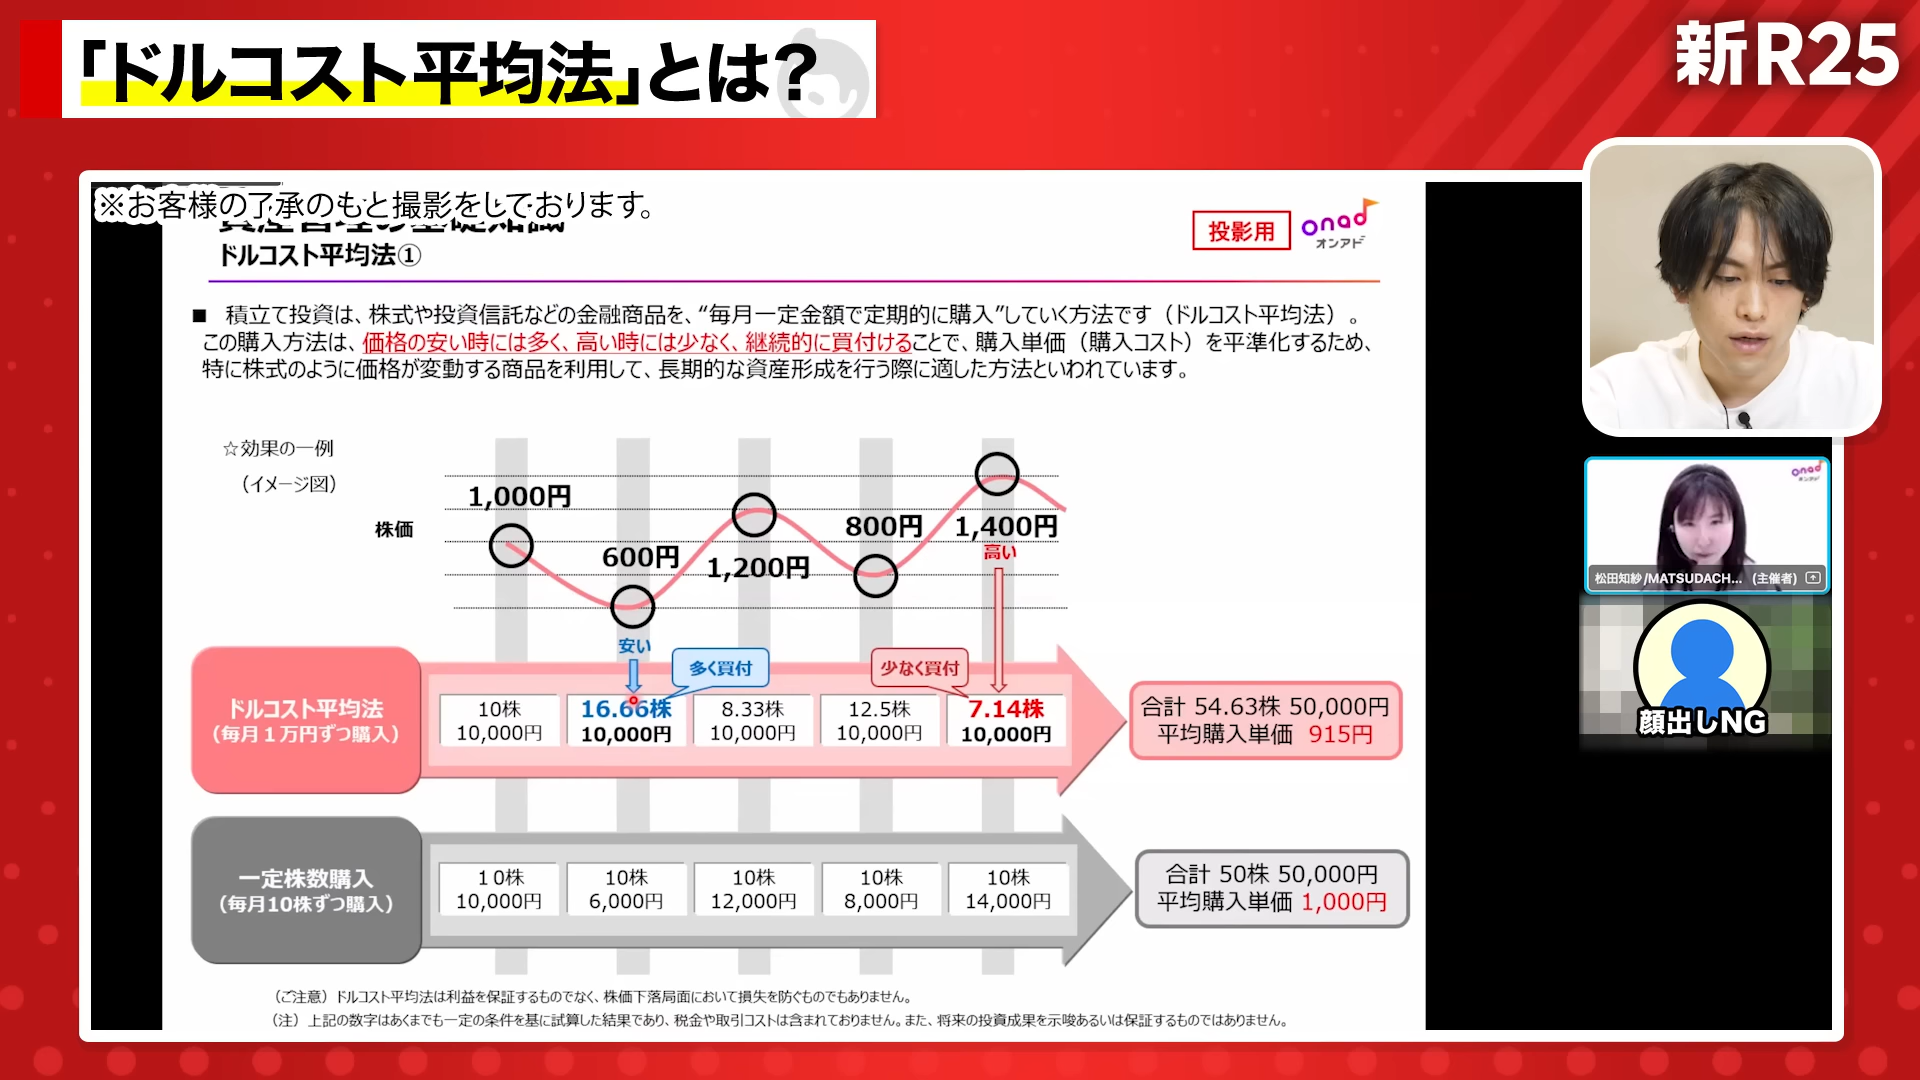 「ドルコスト平均法」とは?
新R25
※お客様の了承のもと撮影をしております。
資産管理の基礎知識
ドルコスト平均法①
投影用
onad
オンアド
■ 積立て投資は、株式や投資信託などの金融商品を、“毎月一定金額で定期的に購入”していく方法です（ドルコスト平均法）。
この購入方法は、価格の安い時には多く、高い時には少なく、継続的に買付けることで、購入単価（購入コスト）を平準化するため、
特に株式のように価格が変動する商品を利用して、長期的な資産形成を行う際に適した方法といわれています。
☆効果の一例
（イメージ図）
株価
1,000円
600円
1,200円
800円
1,400円
高い
安い
多く買付
少なく買付
ドルコスト平均法
（毎月１万円ずつ購入）
10株
10,000円
16.66株
10,000円
8.33株
10,000円
12.5株
10,000円
7.14株
10,000円
合計 54.63株 50,000円
平均購入単価 915円
一定株数購入
（毎月10株ずつ購入）
１0株
10,000円
10株
6,000円
10株
12,000円
10株
8,000円
10株
14,000円
合計 50株 50,000円
平均購入単価 1,000円
（ご注意）ドルコスト平均法は利益を保証するものでなく、株価下落局面において損失を防ぐものでもありません。
（注）上記の数字はあくまでも一定の条件を基に試算した結果であり、税金や取引コストは含まれておりません。また、将来の投資成果を示唆あるいは保証するものではありません。
onad
オンアド
松田知紗/MATSUDACH... (主催者)
顔出しNG